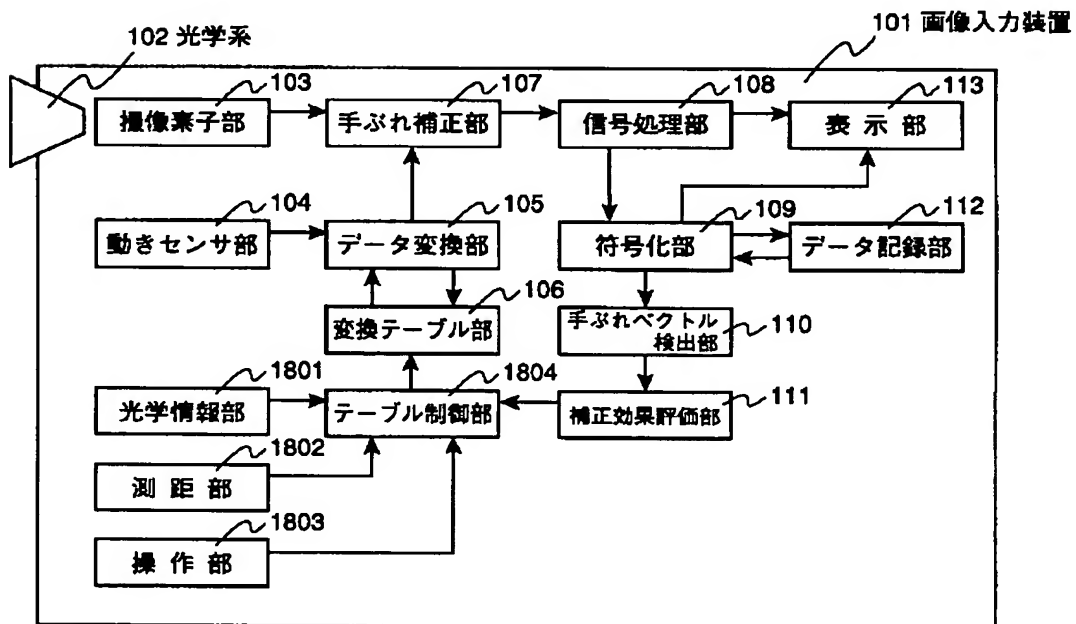 101 画像入力装置
102 光学系
103
撮像素子部
107
手ぶれ補正部
108
信号処理部
113
表示部
104
動きセンサ部
105
データ変換部
109
符号化部
112
データ記録部
106
変換テーブル部
手ぶれベクトル
検出部
110
1801
光学情報部
1804
テーブル制御部
補正効果評価部
111
1802
測距部
1803
操作部